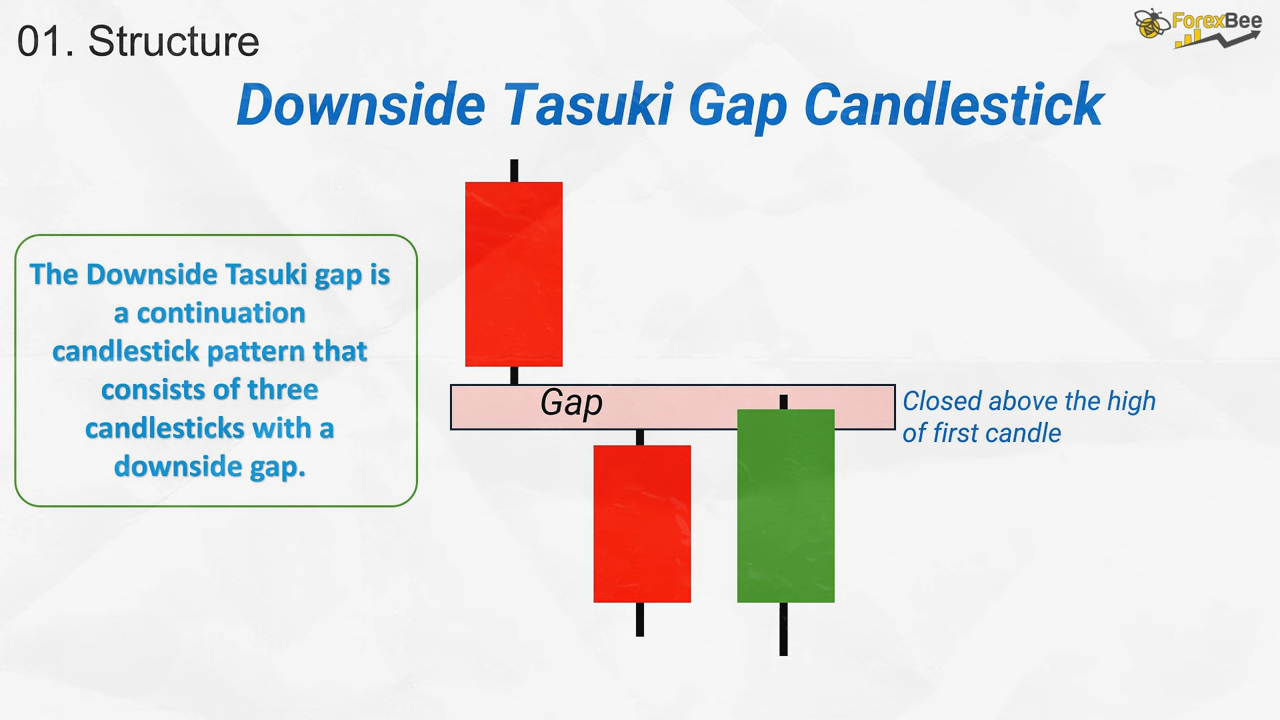 01. Structure
ForexBee
Downside Tasuki Gap Candlestick
The Downside Tasuki gap is
a continuation
candlestick pattern that
consists of three
candlesticks with a
downside gap.
Gap
Closed above the high
of first candle